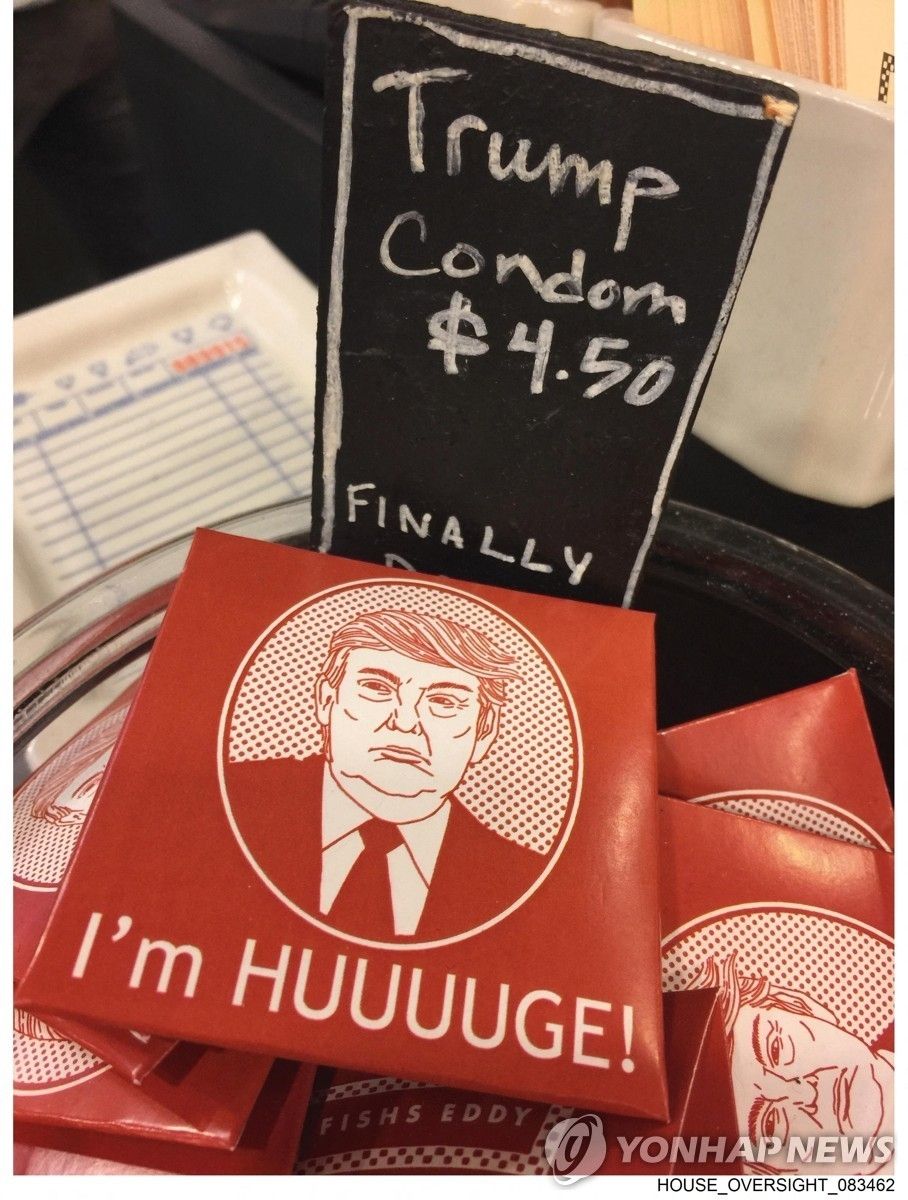 Trump
Condom
$4.50
FINALLY
I'm HUUUUGE!
FISHS EDDY
YONHAP NEWS
HOUSE_OVERSIGHT_083462